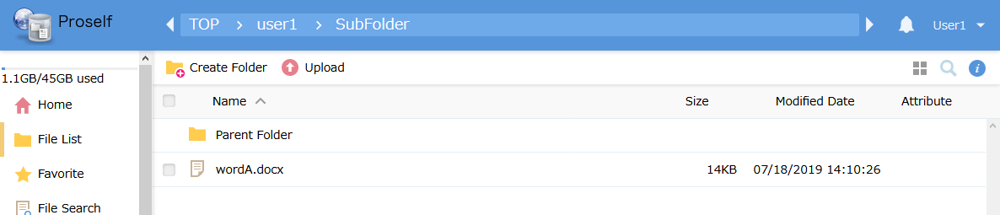 Proself
TOP > user1 > SubFolder
User1
1.1GB/45GB used
Home
File List
Favorite
File Search
Create Folder Upload
i
Name Size Modified Date Attribute
Parent Folder
wordA.docx 14KB 07/18/2019 14:10:26